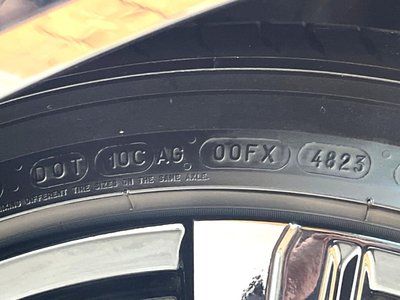 DOT 10C AG 00FX 4823
DIFFERENT TIRE SIZES ON THE SAME AXLE.